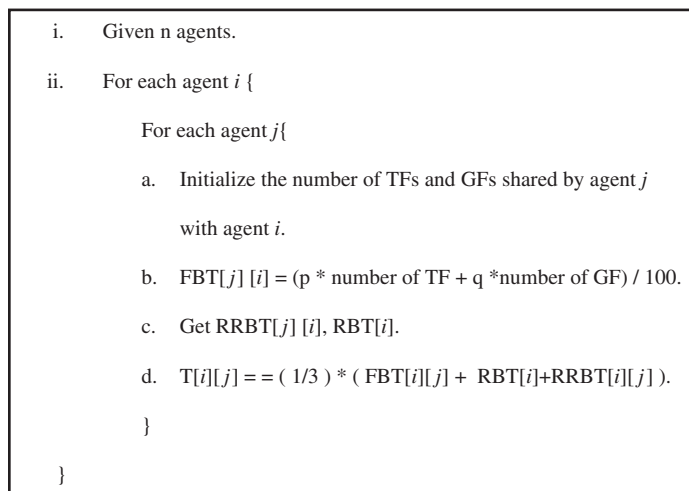 i. Given n agents.
ii. For each agent i {
For each agent j{
a. Initialize the number of TFs and GFs shared by agent j
with agent i.
b. FBT[j] [i] = (p * number of TF + q *number of GF) / 100.
c. Get RRBT[j] [i], RBT[i].
d. T[i][j] = = ( 1/3 ) * ( FBT[i][j] + RBT[i]+RRBT[i][j] ).
}
}